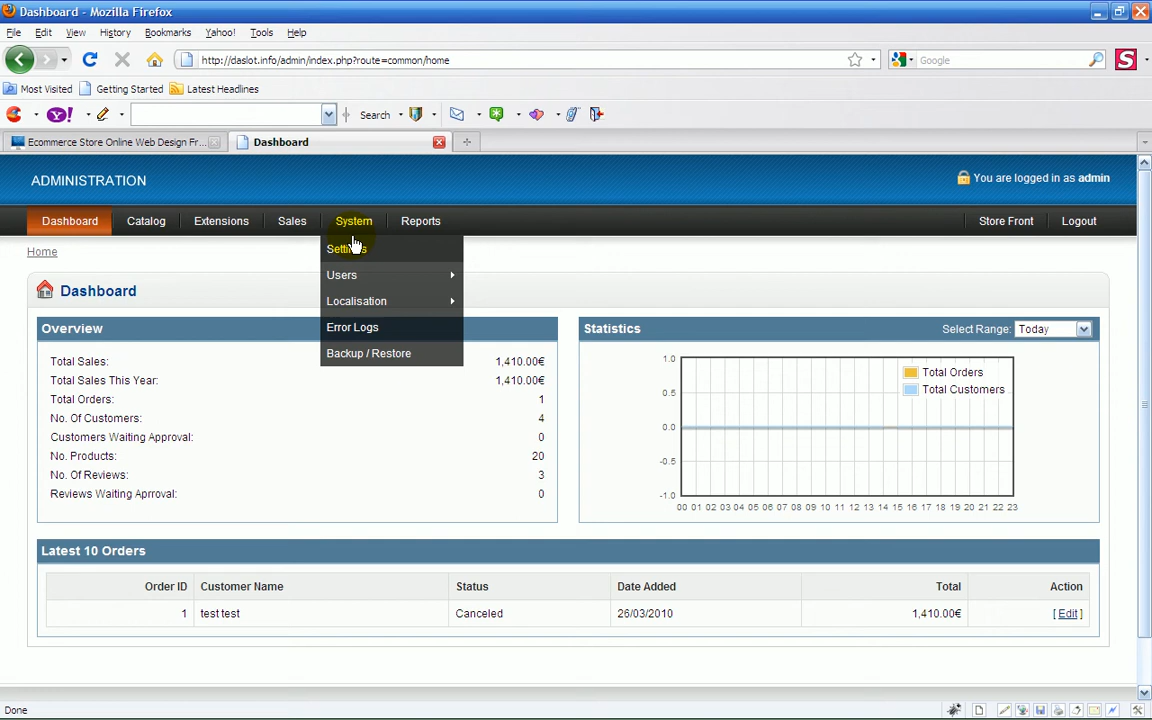 Dashboard - Mozilla Firefox
File Edit View History Bookmarks Yahoo! Tools Help
http://daslot.info/admin/index.php?route=common/home
Google
S
Most Visited Getting Started Latest Headlines
Y! Search
Ecommerce Store Online Web Design Fr... Dashboard
ADMINISTRATION
You are logged in as admin
Dashboard Catalog Extensions Sales System Reports Store Front Logout
Home
Settings
Users
Localisation
Error Logs
Backup / Restore
Dashboard
Overview
Total Sales: 1,410.00€
Total Sales This Year: 1,410.00€
Total Orders: 1
No. Of Customers: 4
Customers Waiting Approval: 0
No. Products: 20
No. Of Reviews: 3
Reviews Waiting Aprroval: 0
Statistics
Select Range: Today
1.0
0.5
0.0
-0.5
-1.0
Total Orders
Total Customers
00 01 02 03 04 05 06 07 08 09 10 11 12 13 14 15 16 17 18 19 20 21 22 23
Latest 10 Orders
Order ID Customer Name Status Date Added Total Action
1 test test Canceled 26/03/2010 1,410.00€ [ Edit ]
Done